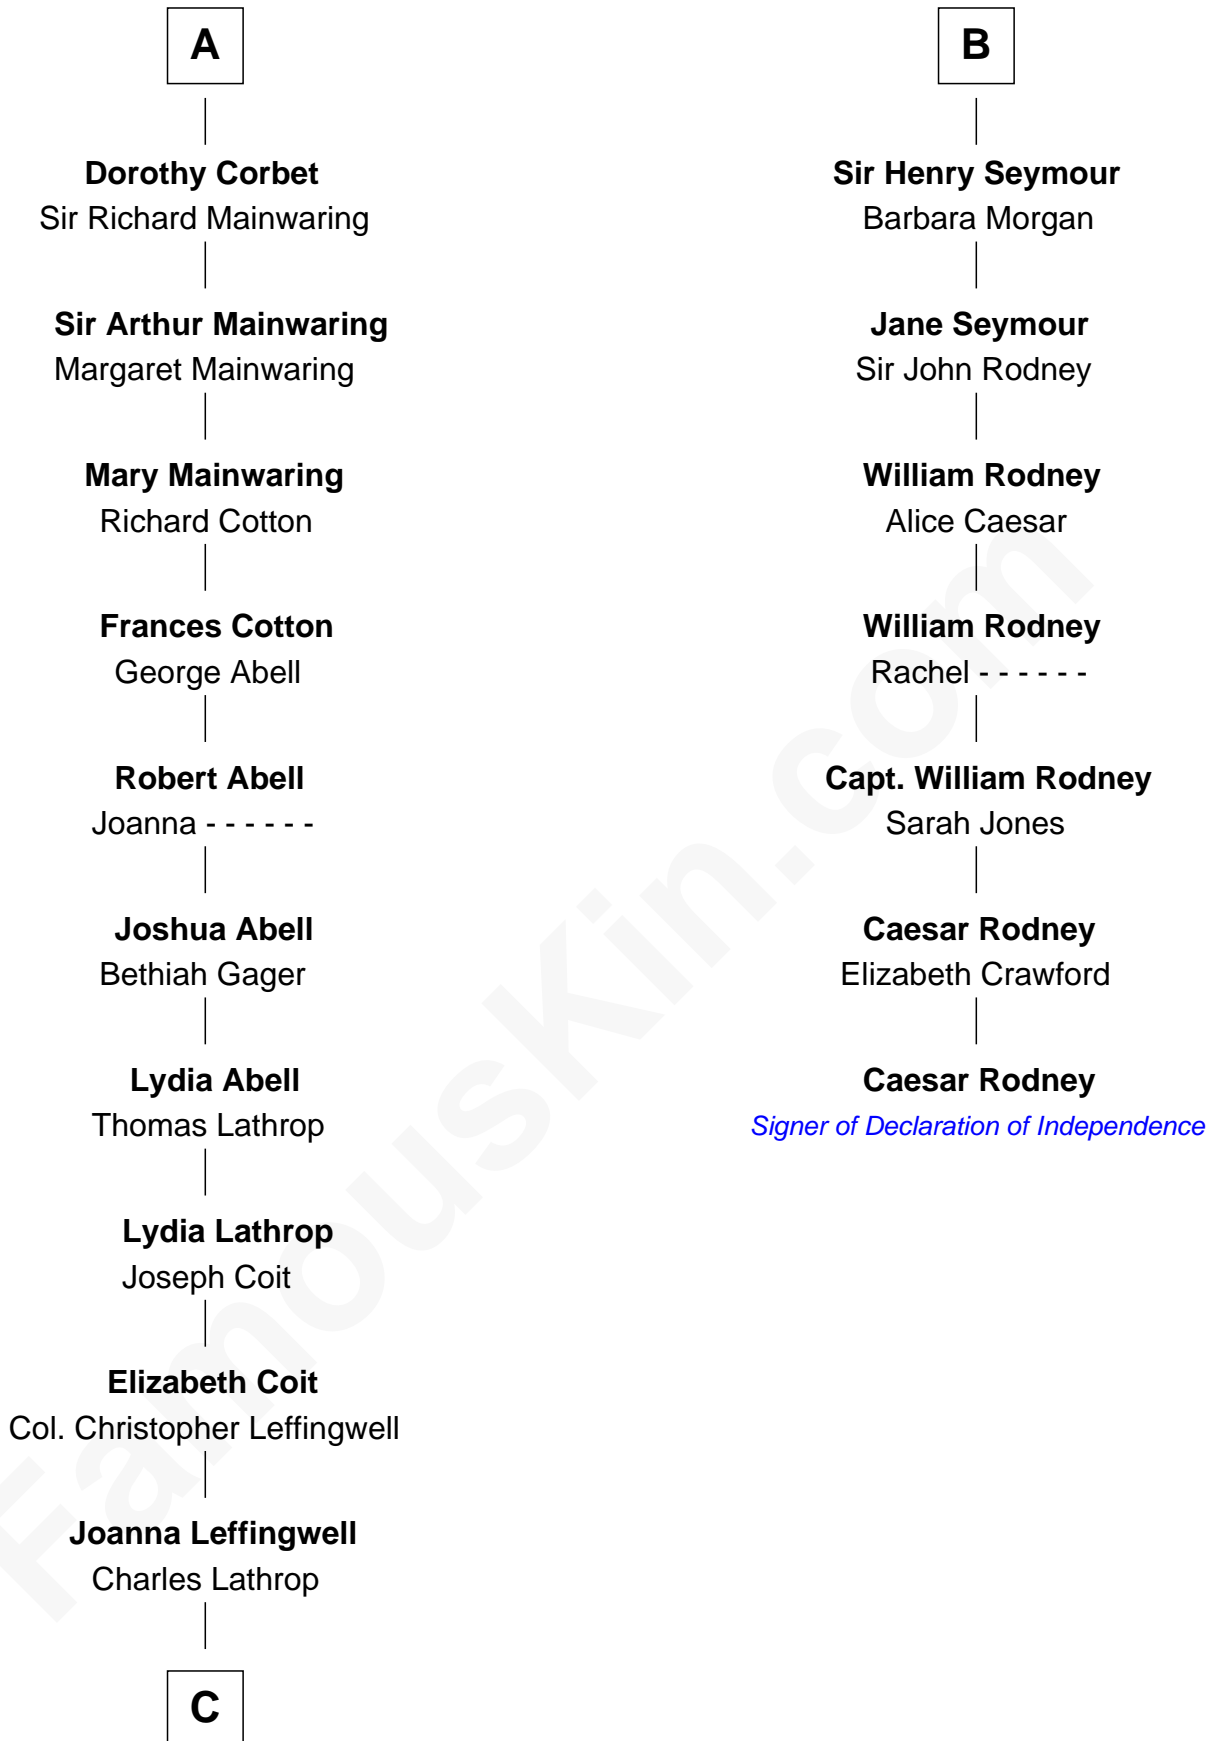 A
Dorothy Corbet
Sir Richard Mainwaring
Sir Arthur Mainwaring
Margaret Mainwaring
Mary Mainwaring
Richard Cotton
Frances Cotton
George Abell
Robert Abell
Joanna - - - - - -
Joshua Abell
Bethiah Gager
Lydia Abell
Thomas Lathrop
Lydia Lathrop
Joseph Coit
Elizabeth Coit
Col. Christopher Leffingwell
Joanna Leffingwell
Charles Lathrop
C
B
Sir Henry Seymour
Barbara Morgan
Jane Seymour
Sir John Rodney
William Rodney
Alice Caesar
William Rodney
Rachel - - - - - -
Capt. William Rodney
Sarah Jones
Caesar Rodney
Elizabeth Crawford
Caesar Rodney
Signer of Declaration of Independence
FamousKin.com